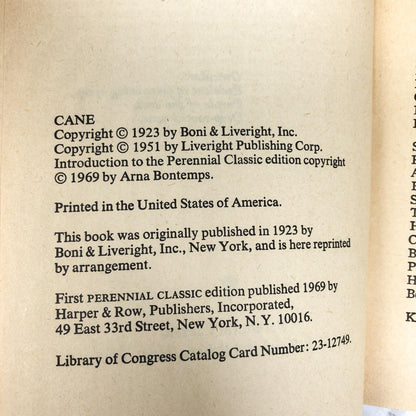 CANE
Copyright © 1923 by Boni & Liveright, Inc.
Copyright © 1951 by Liveright Publishing Corp.
Introduction to the Perennial Classic edition copyright
© 1969 by Arna Bontemps.
Printed in the United States of America.
This book was originally published in 1923 by
Boni & Liveright, Inc., New York, and is here reprinted
by arrangement.
First PERENNIAL CLASSIC edition published 1969 by
Harper & Row, Publishers, Incorporated,
49 East 33rd Street, New York, N. Y. 10016.
Library of Congress Catalog Card Number: 23-12749.